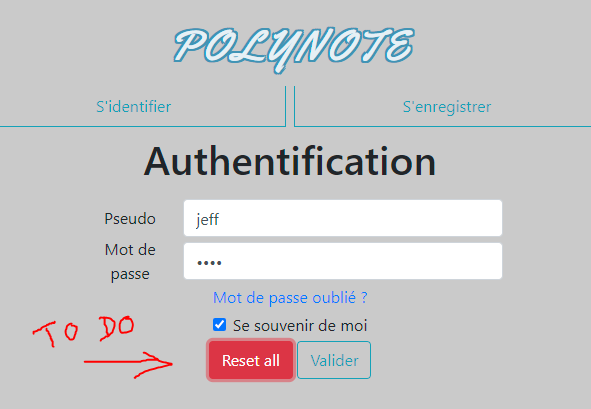 POLYNOTE
S'identifier S'enregistrer
Authentification
Pseudo jeff
Mot de
passe ••••
Mot de passe oublié ?
Se souvenir de moi
TO DO
Reset all Valider